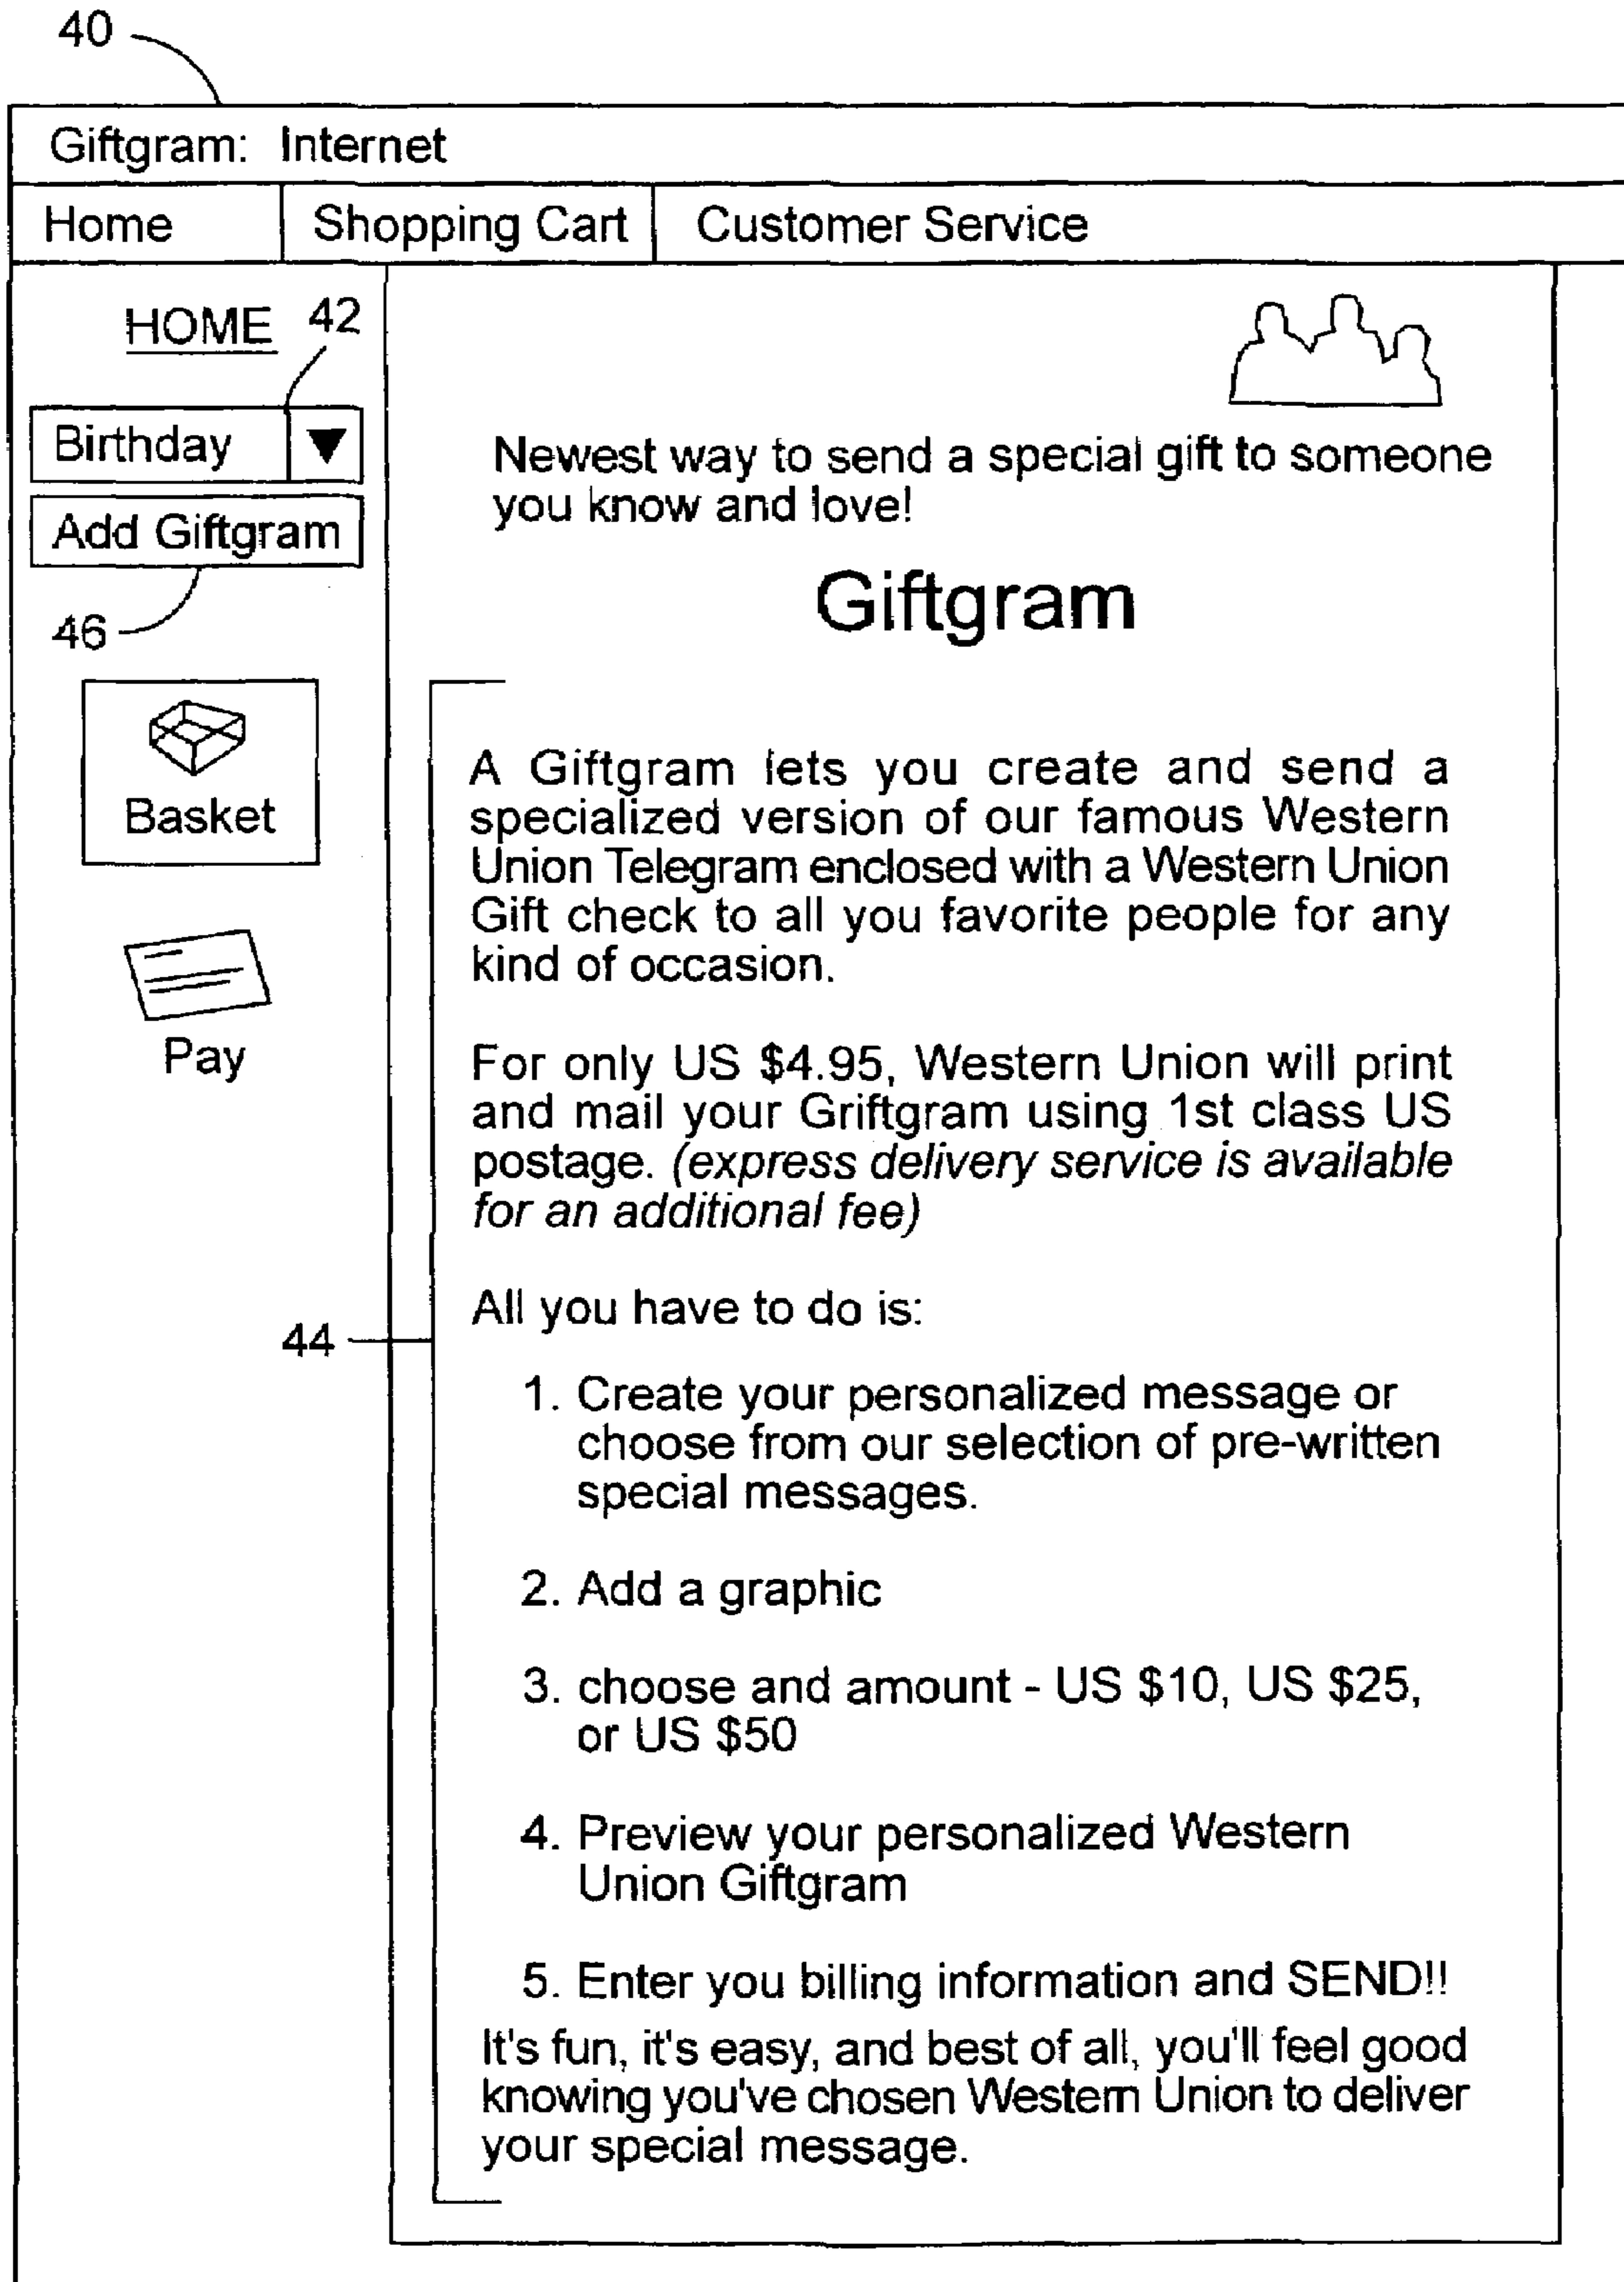 40
Giftgram: Internet
Home Shopping Cart Customer Service
HOME 42
Birthday
Add Giftgram
46
Basket
Pay
Newest way to send a special gift to someone
you know and love!
Giftgram
A Giftgram lets you create and send a
specialized version of our famous Western
Union Telegram enclosed with a Western Union
Gift check to all you favorite people for any
kind of occasion.
For only US $4.95, Western Union will print
and mail your Griftgram using 1st class US
postage. (express delivery service is available
for an additional fee)
All you have to do is:
44
1. Create your personalized message or
choose from our selection of pre-written
special messages.
2. Add a graphic
3. choose and amount - US $10, US $25,
or US $50
4. Preview your personalized Western
Union Giftgram
5. Enter you billing information and SEND!!
It's fun, it's easy, and best of all, you'll feel good
knowing you've chosen Western Union to deliver
your special message.